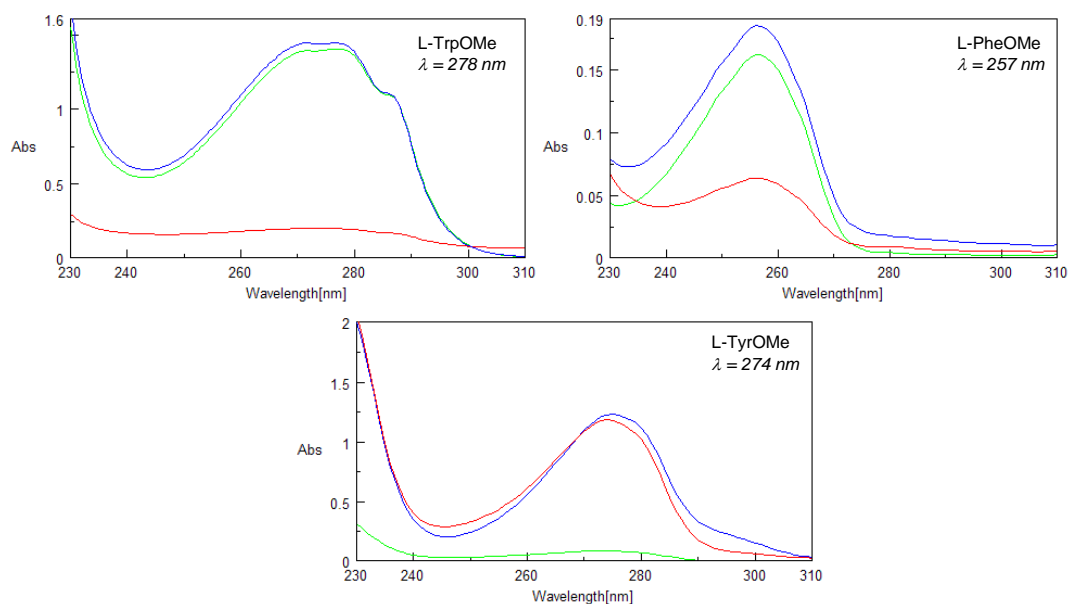 1.6
1
0.5
0
Abs
230
240
260
280
300
310
Wavelength[nm]
L-TrpOMe
λ = 278 nm
0.19
0.15
0.1
0.05
0
Abs
230
240
260
280
300
310
Wavelength[nm]
L-PheOMe
λ = 257 nm
2
1.5
1
0.5
0
Abs
230
240
260
280
300
310
Wavelength[nm]
L-TyrOMe
λ = 274 nm